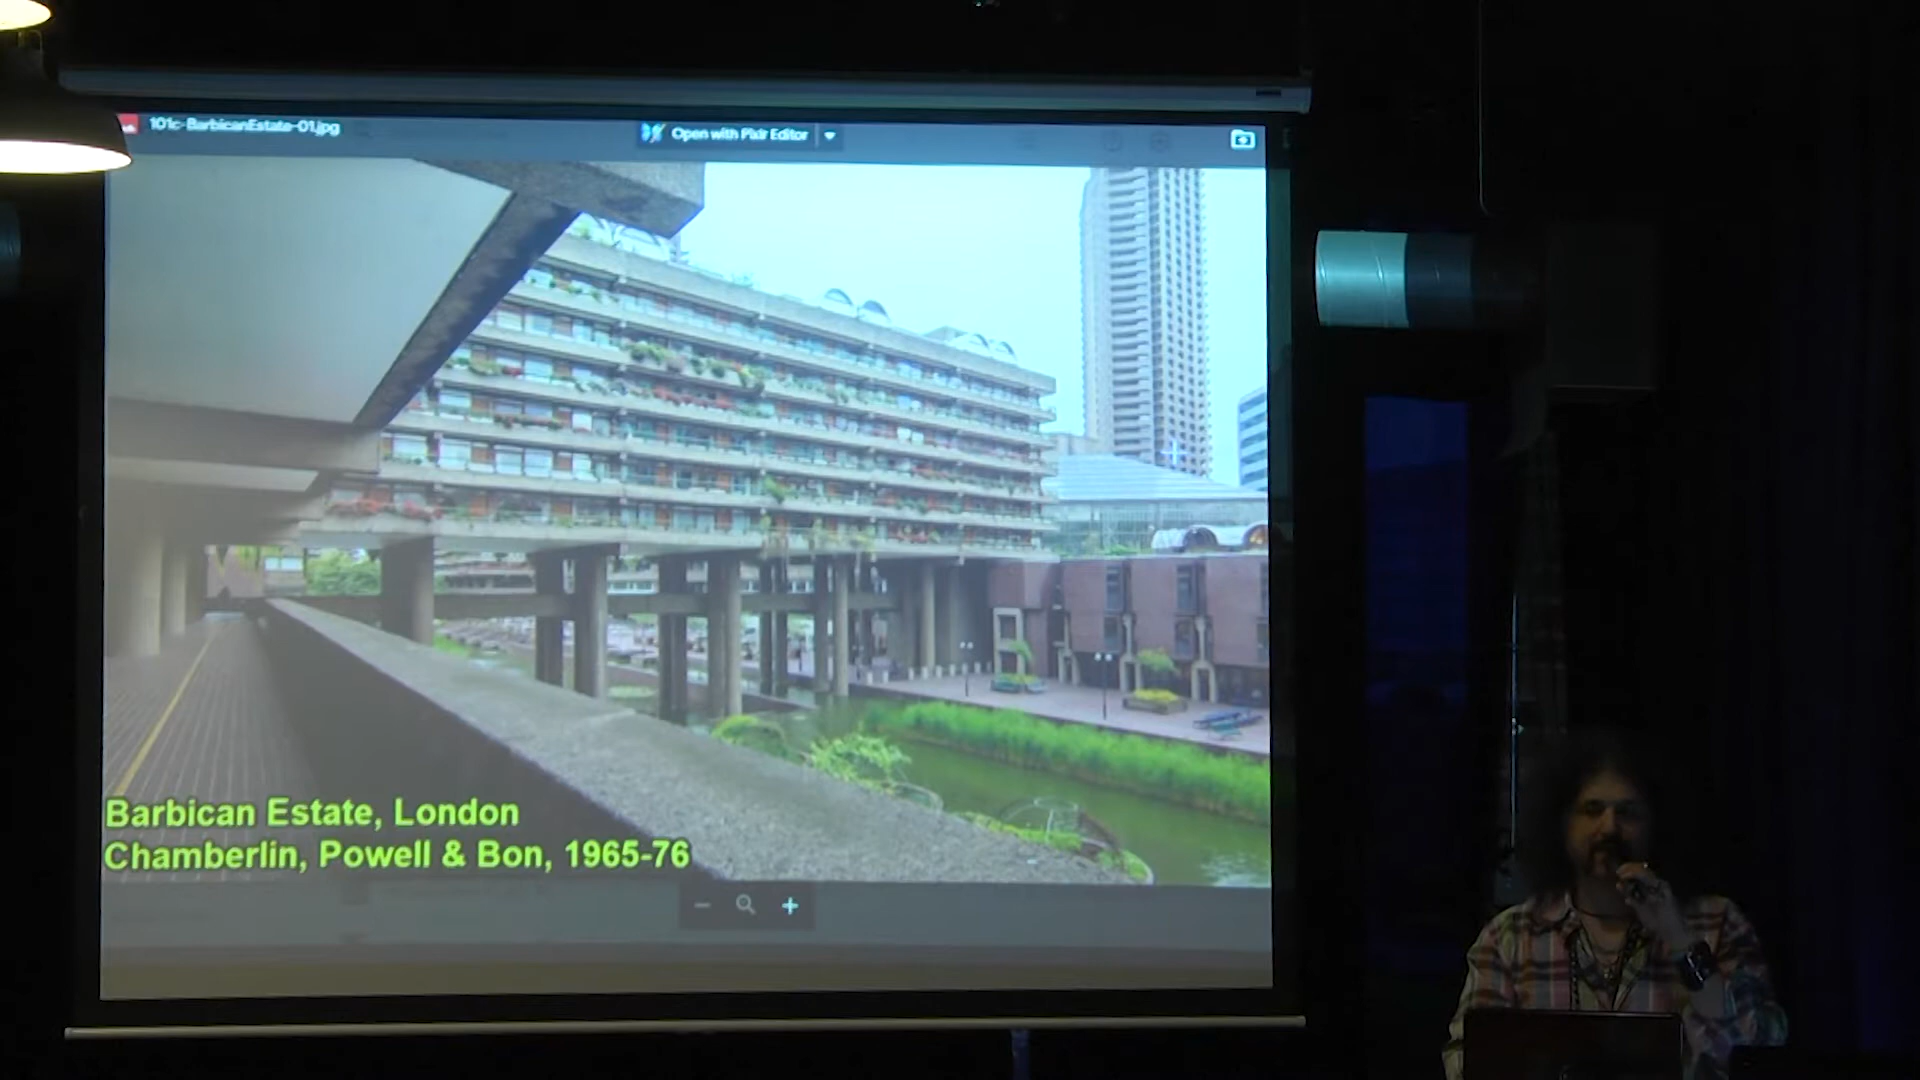 101c-BarbicanEstate-01.jpg
Open with Pixlr Editor
Barbican Estate, London
Chamberlin, Powell & Bon, 1965-76